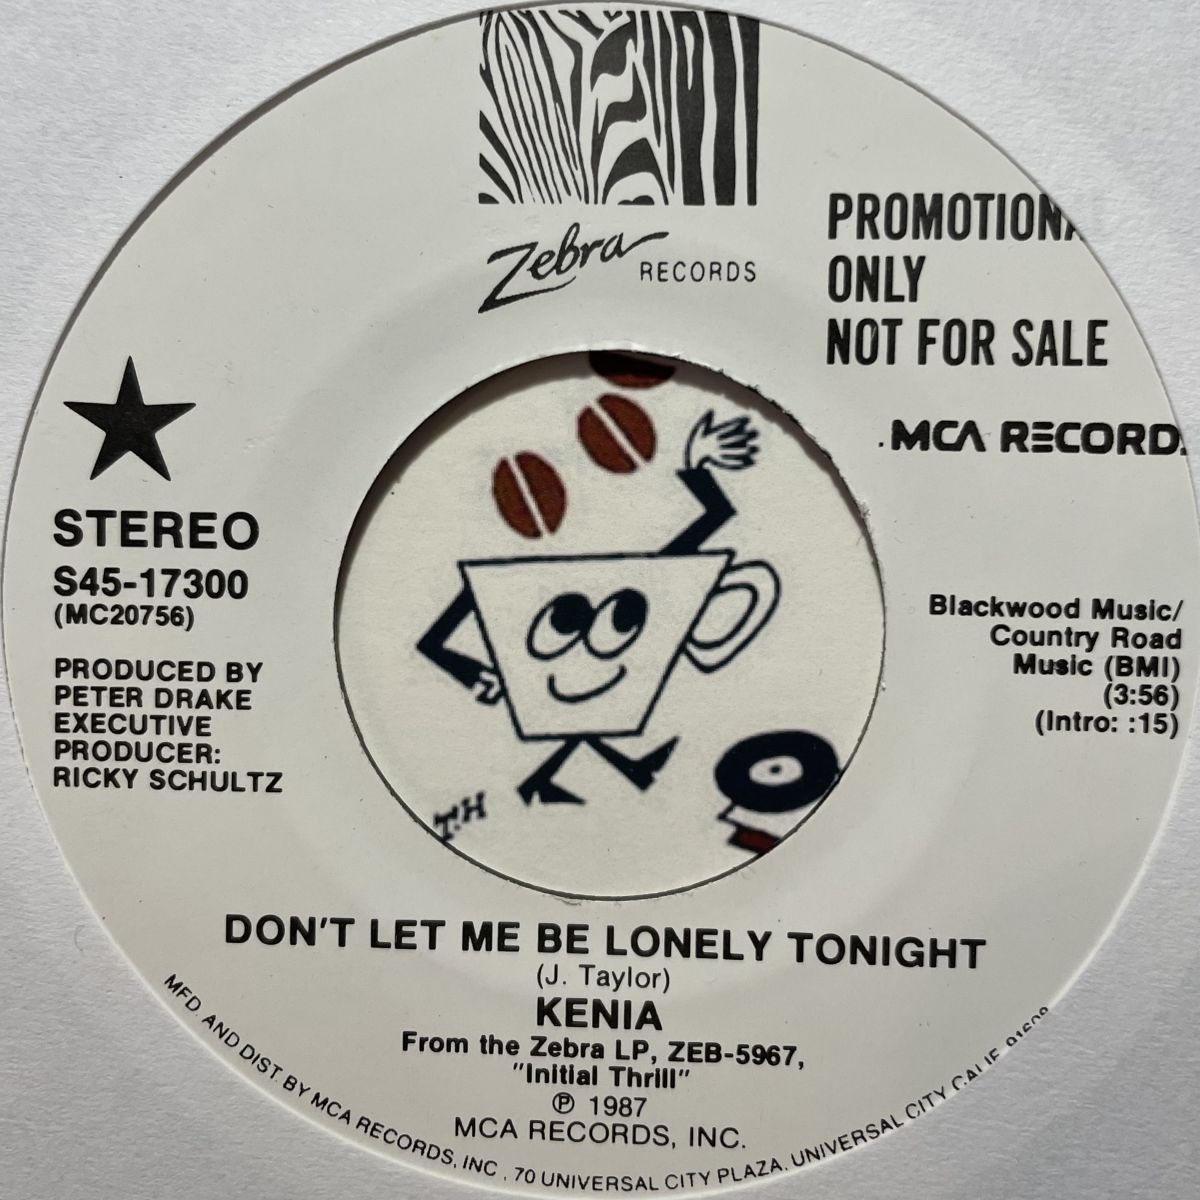 Zebra RECORDS
PROMOTIONA
ONLY
NOT FOR SALE
.MCA RECORDS
STEREO
S45-17300
(MC20756)
PRODUCED BY
PETER DRAKE
EXECUTIVE
PRODUCER:
RICKY SCHULTZ
Blackwood Music/
Country Road
Music (BMI)
(3:56)
(Intro: :15)
T.H
DON'T LET ME BE LONELY TONIGHT
(J. Taylor)
KENIA
From the Zebra LP, ZEB-5967,
"Initial Thrill"
℗ 1987
MCA RECORDS, INC.
MFD. AND DIST. BY MCA RECORDS, INC., 70 UNIVERSAL CITY PLAZA, UNIVERSAL CITY CALIF.